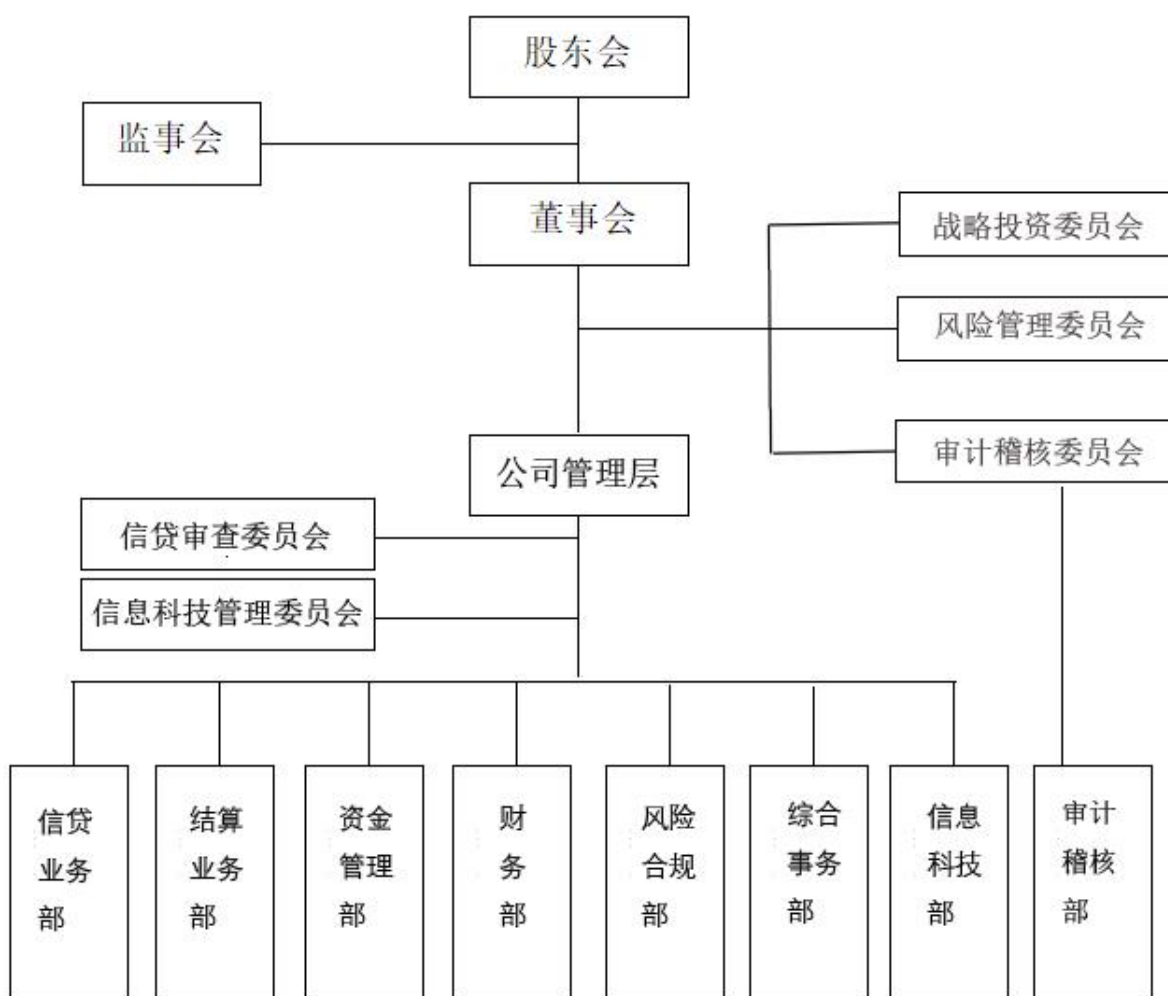 股东会
监事会
董事会
战略投资委员会
风险管理委员会
审计稽核委员会
公司管理层
信贷审查委员会
信息科技管理委员会
信贷
业务
部
结算
业务
部
资金
管理
部
财
务
部
风险
合规
部
综合
事务
部
信息
科技
部
审计
稽核
部